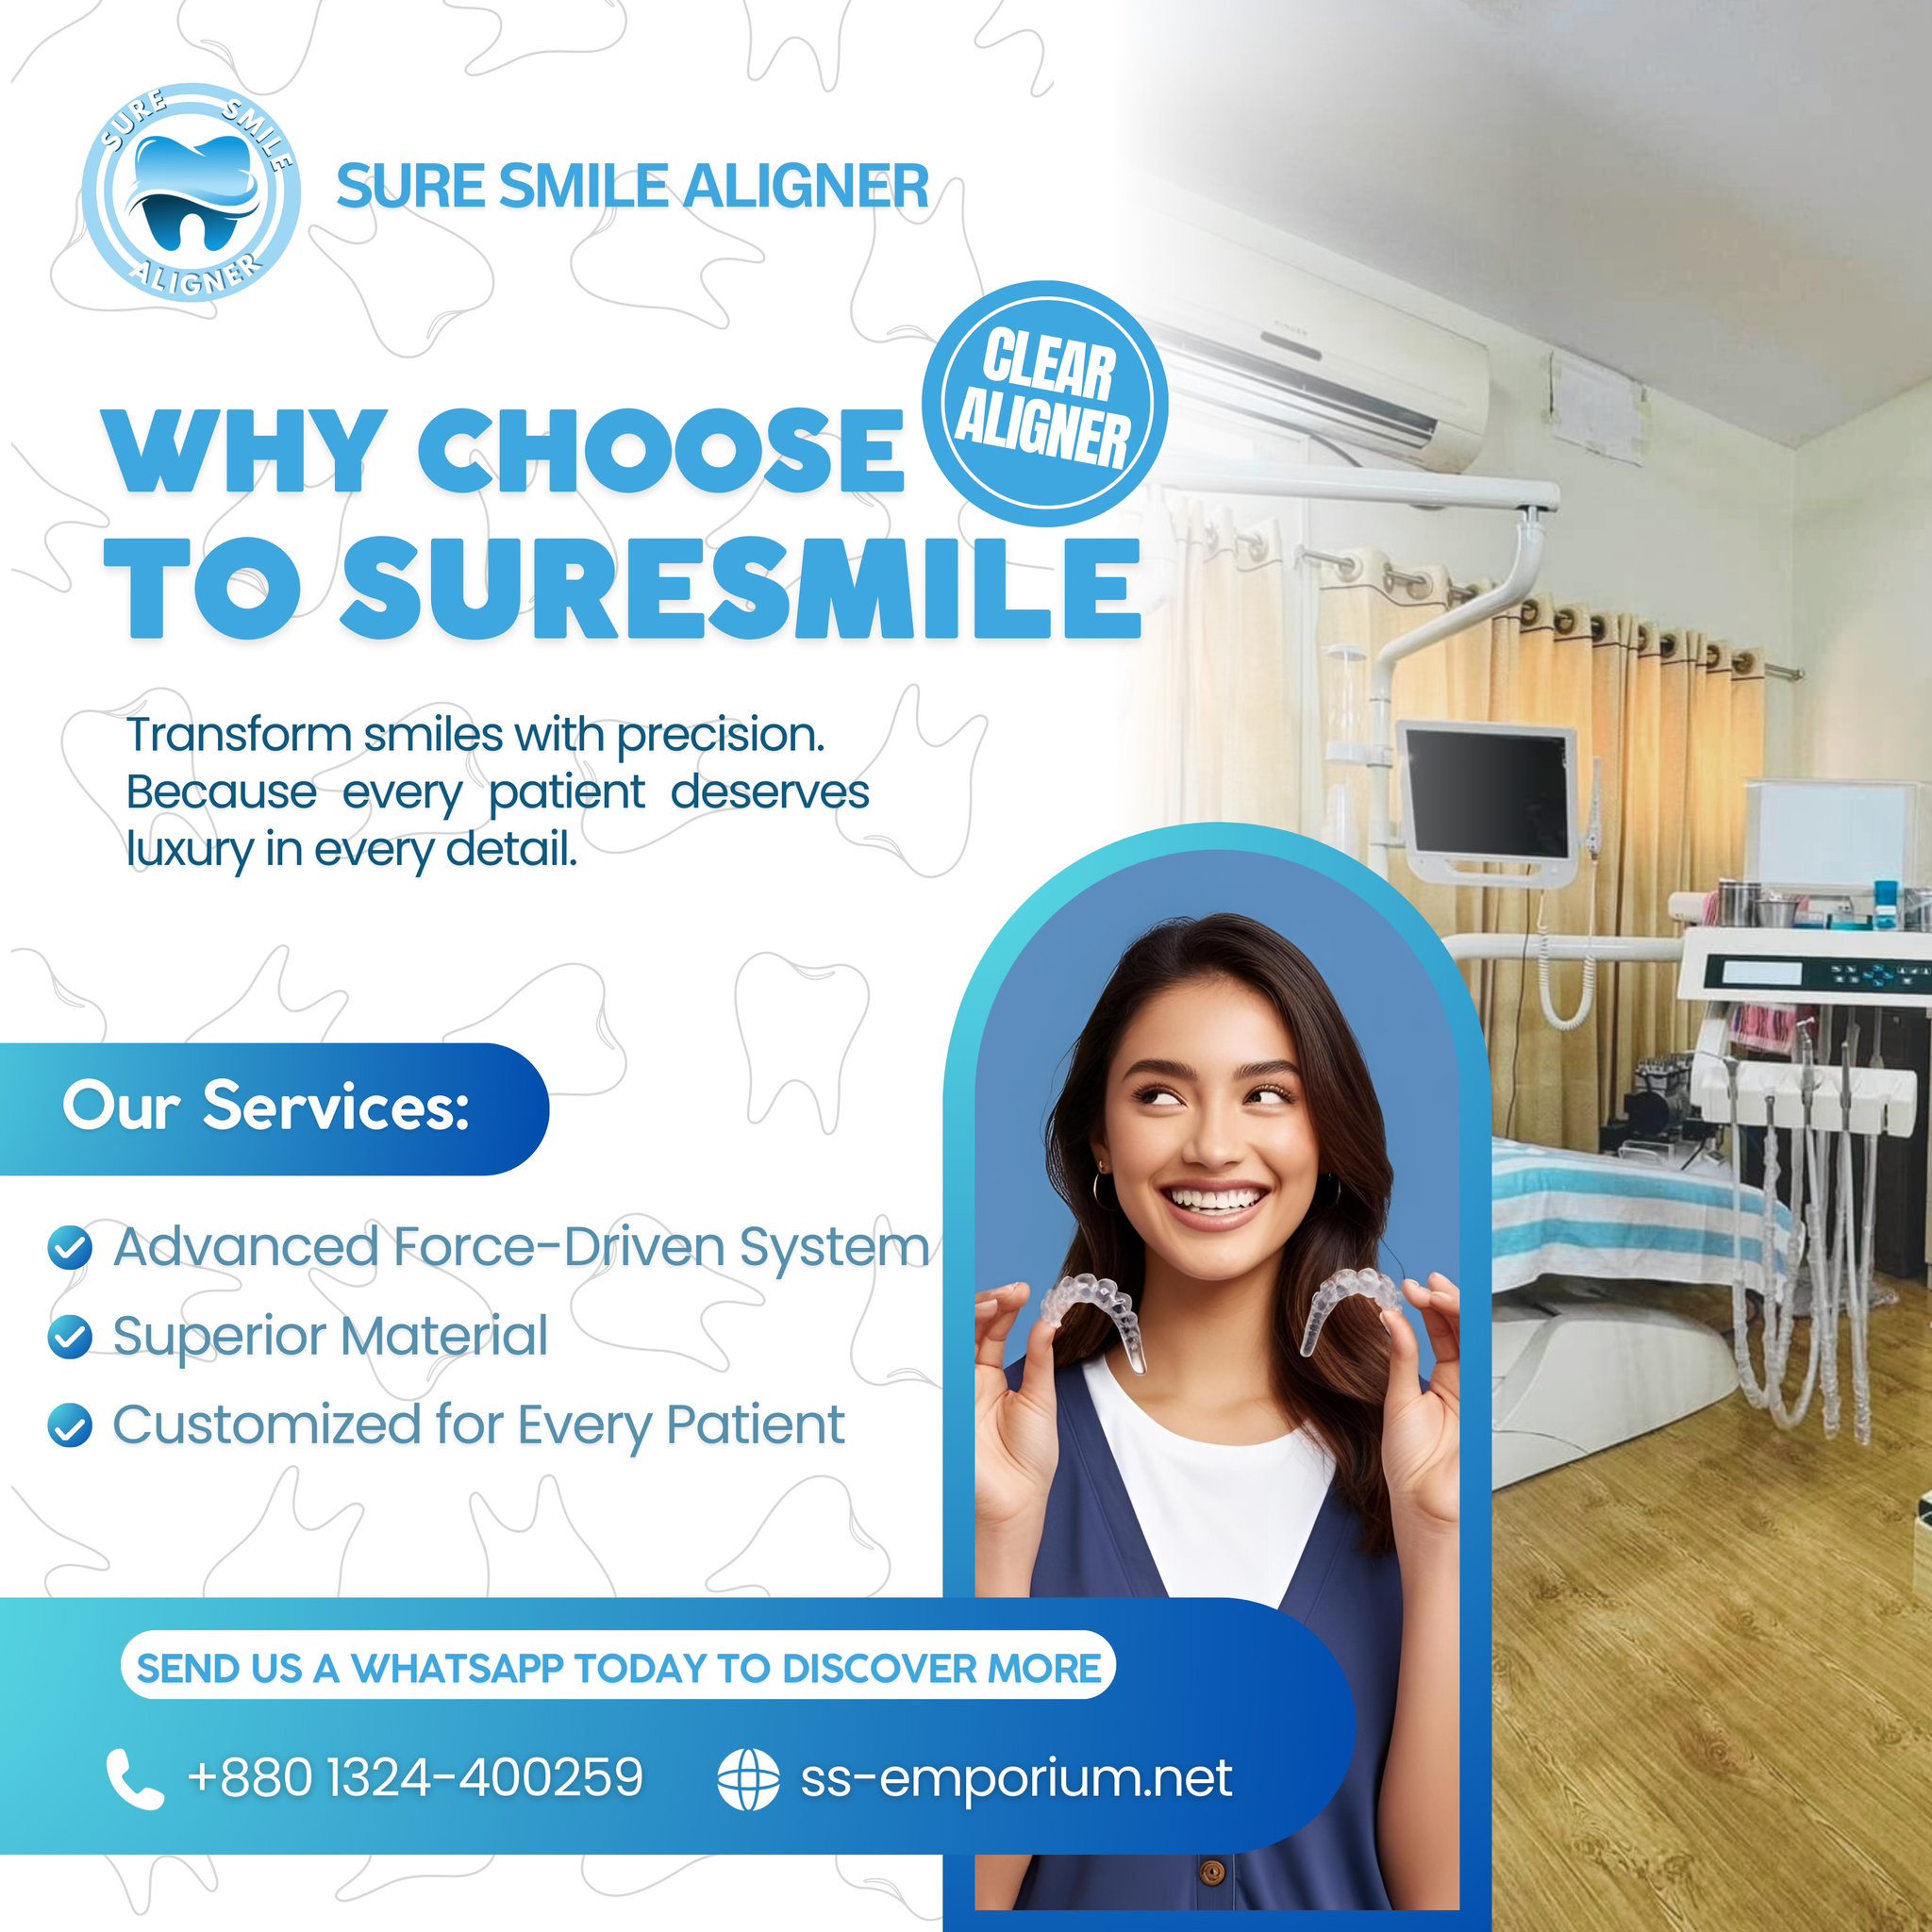 SURE SMILE
ALIGNER
SURE SMILE ALIGNER
CLEAR
ALIGNER
WHY CHOOSE
TO SURESMILE
Transform smiles with precision.
Because every patient deserves
luxury in every detail.
Our Services:
Advanced Force-Driven System
Superior Material
Customized for Every Patient
SEND US A WHATSAPP TODAY TO DISCOVER MORE
+880 1324-400259
ss-emporium.net